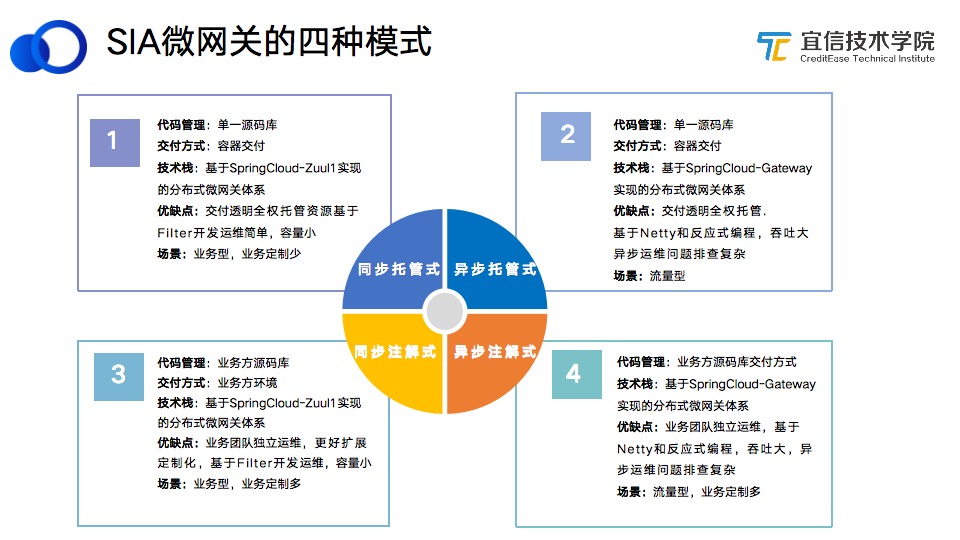 SIA微网关的四种模式
宜信技术学院
CreditEase Technical Institute
1
代码管理：单一源码库
交付方式：容器交付
技术栈：基于SpringCloud-Zuul1实现
的分布式微网关体系
优缺点：交付透明全权托管资源基于
Filter开发运维简单，容量小
场景：业务型，业务定制少
2
代码管理：单一源码库
交付方式：容器交付
技术栈：基于SpringCloud-Gateway
实现的分布式微网关体系
优缺点：交付透明全权托管.
基于Netty和反应式编程，吞吐大
异步运维问题排查复杂
场景：流量型
同步托管式
异步托管式
同步注解式
异步注解式
3
代码管理：业务方源码库
交付方式：业务方环境
技术栈：基于SpringCloud-Zuul1实现
的分布式微网关体系
优缺点：业务团队独立运维，更好扩展
定制化，基于Filter开发运维，容量小
场景：业务型，业务定制多
4
代码管理：业务方源码库交付方式
技术栈：基于SpringCloud-Gateway
实现的分布式微网关体系
优缺点：业务团队独立运维，基于
Netty和反应式编程，吞吐大，异
步运维问题排查复杂
场景：流量型，业务定制多